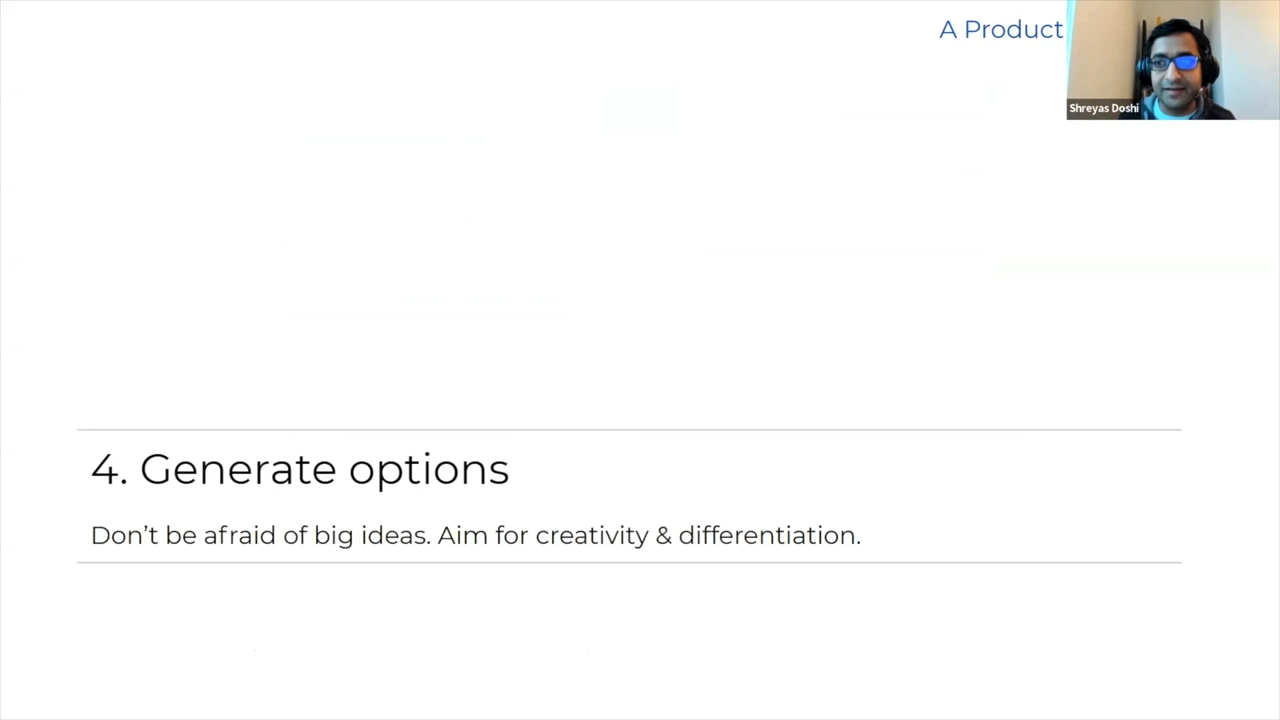 A Product
Shreyas Doshi
4. Generate options
Don’t be afraid of big ideas. Aim for creativity & differentiation.